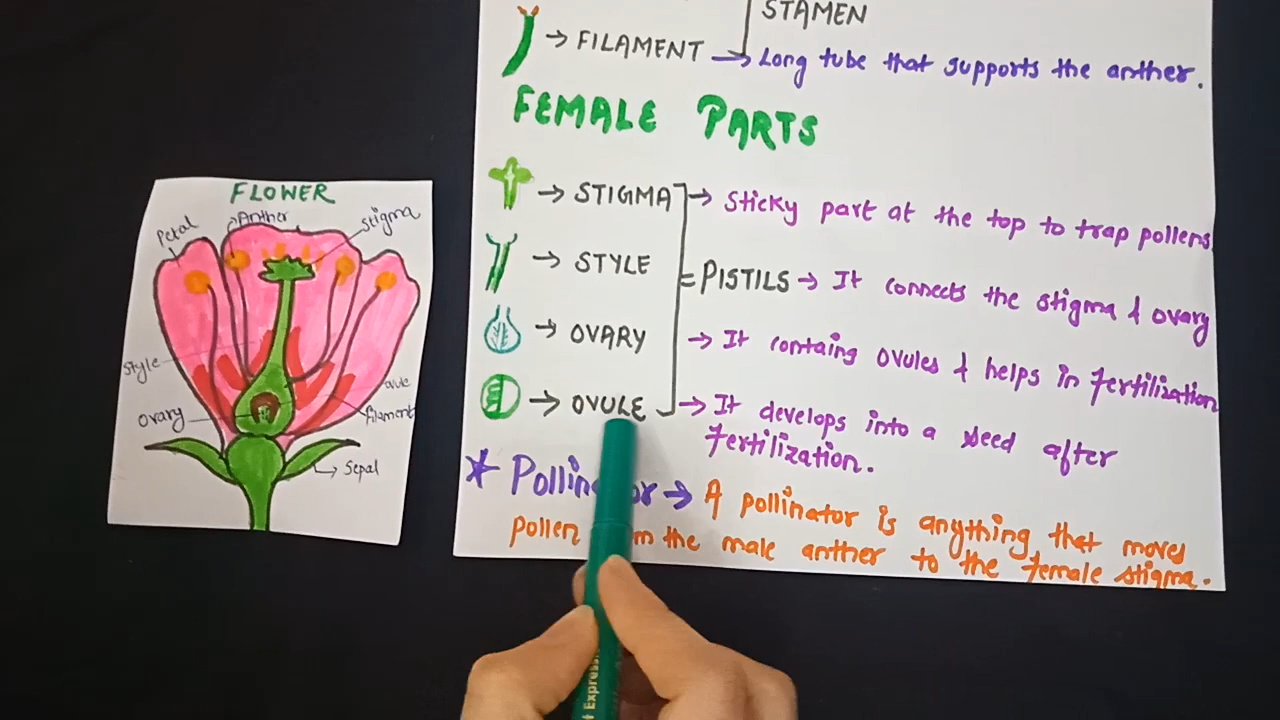 STAMEN
→ FILAMENT → Long tube that supports the anther.
FEMALE PARTS
→ STIGMA → Sticky part at the top to trap pollens
→ STYLE = PISTILS → It connects the stigma & ovary
→ OVARY → It contains ovules & helps in fertilization
→ OVULE → It develops into a seed after
fertilization.
* → A pollinator is anything that moves
pollen the male anther to the female stigma.
FLOWER
Petal
Anther
Stigma
Style
Ovule
Ovary
Filament
Sepal